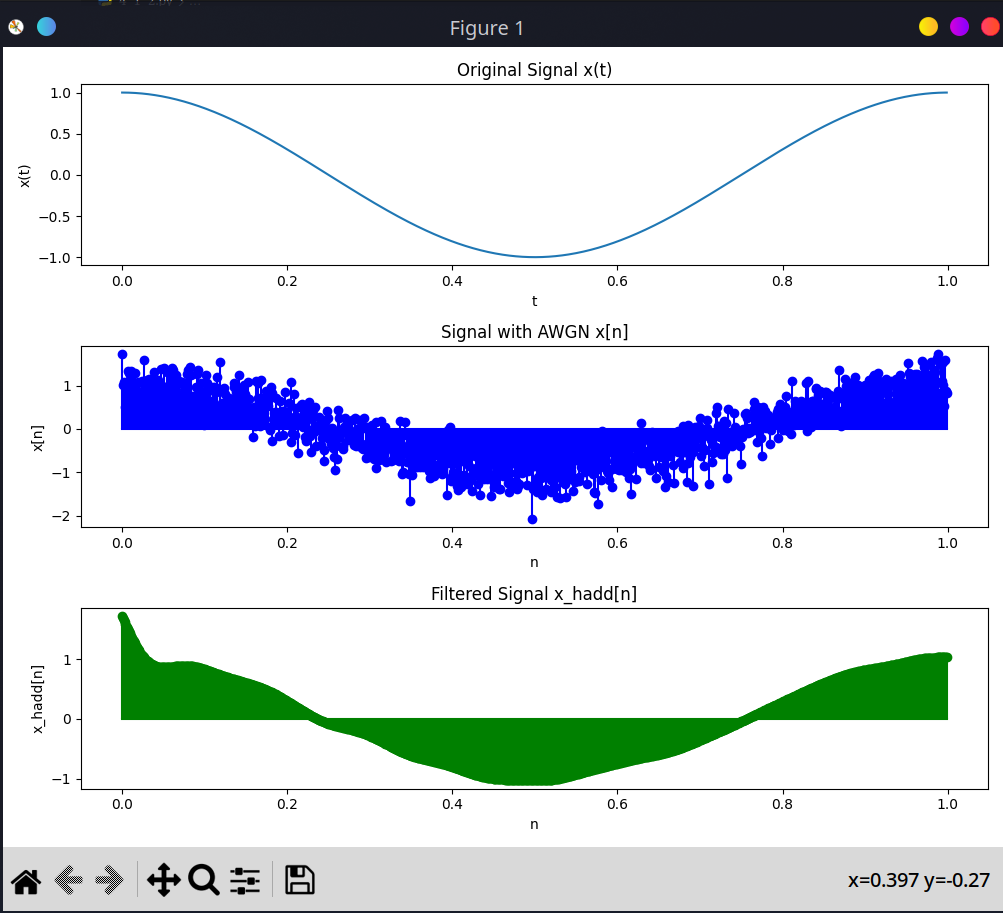 Figure 1
Original Signal x(t)
1.0
0.5
0.0
−0.5
−1.0
x(t)
0.0 0.2 0.4 0.6 0.8 1.0
t
Signal with AWGN x[n]
1
0
−1
−2
x[n]
0.0 0.2 0.4 0.6 0.8 1.0
n
Filtered Signal x_hadd[n]
1
0
−1
x_hadd[n]
0.0 0.2 0.4 0.6 0.8 1.0
n
x=0.397 y=-0.27